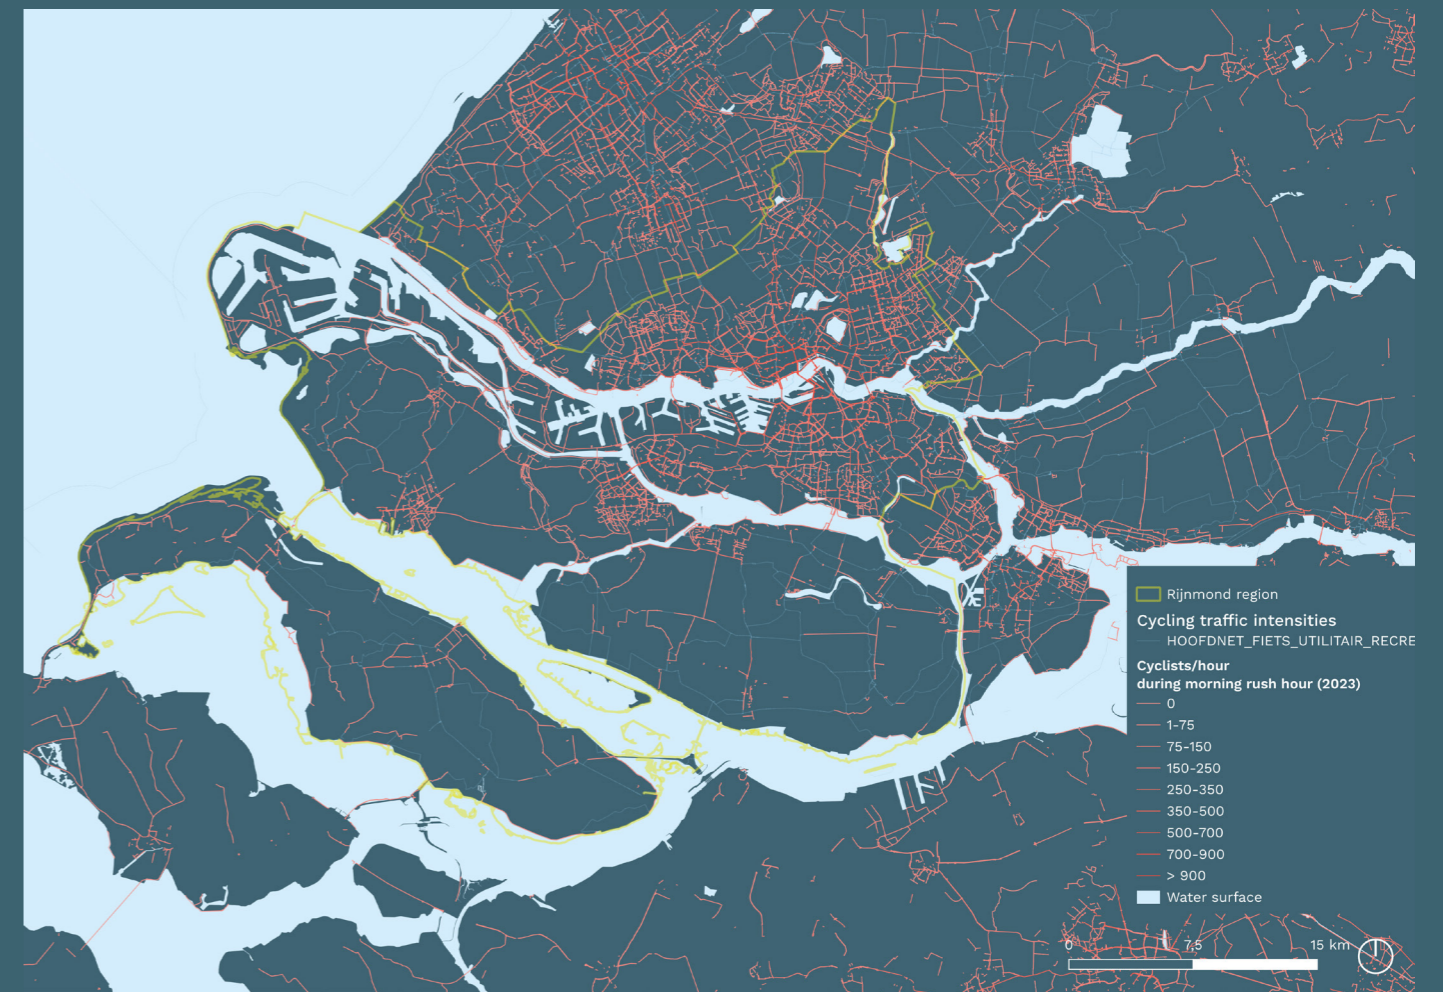 Rijnmond region
Cycling traffic intensities
HOOFDNET_FIETS_UTILITAIR_RECRE
Cyclists/hour
during morning rush hour (2023)
0
1-75
75-150
150-250
250-350
350-500
500-700
700-900
> 900
Water surface
0 7,5 15 km